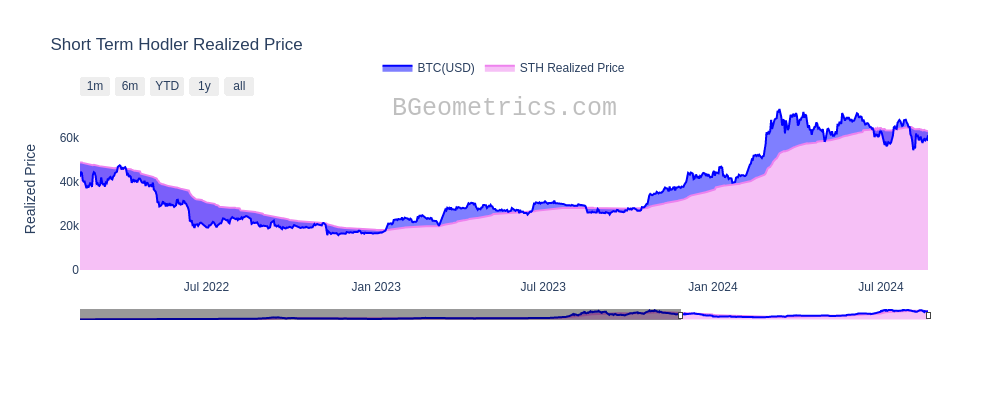 Short Term Hodler Realized Price
BTC(USD) STH Realized Price
1m 6m YTD 1y all
BGeometrics.com
Realized Price
60k
40k
20k
0
Jul 2022 Jan 2023 Jul 2023 Jan 2024 Jul 2024